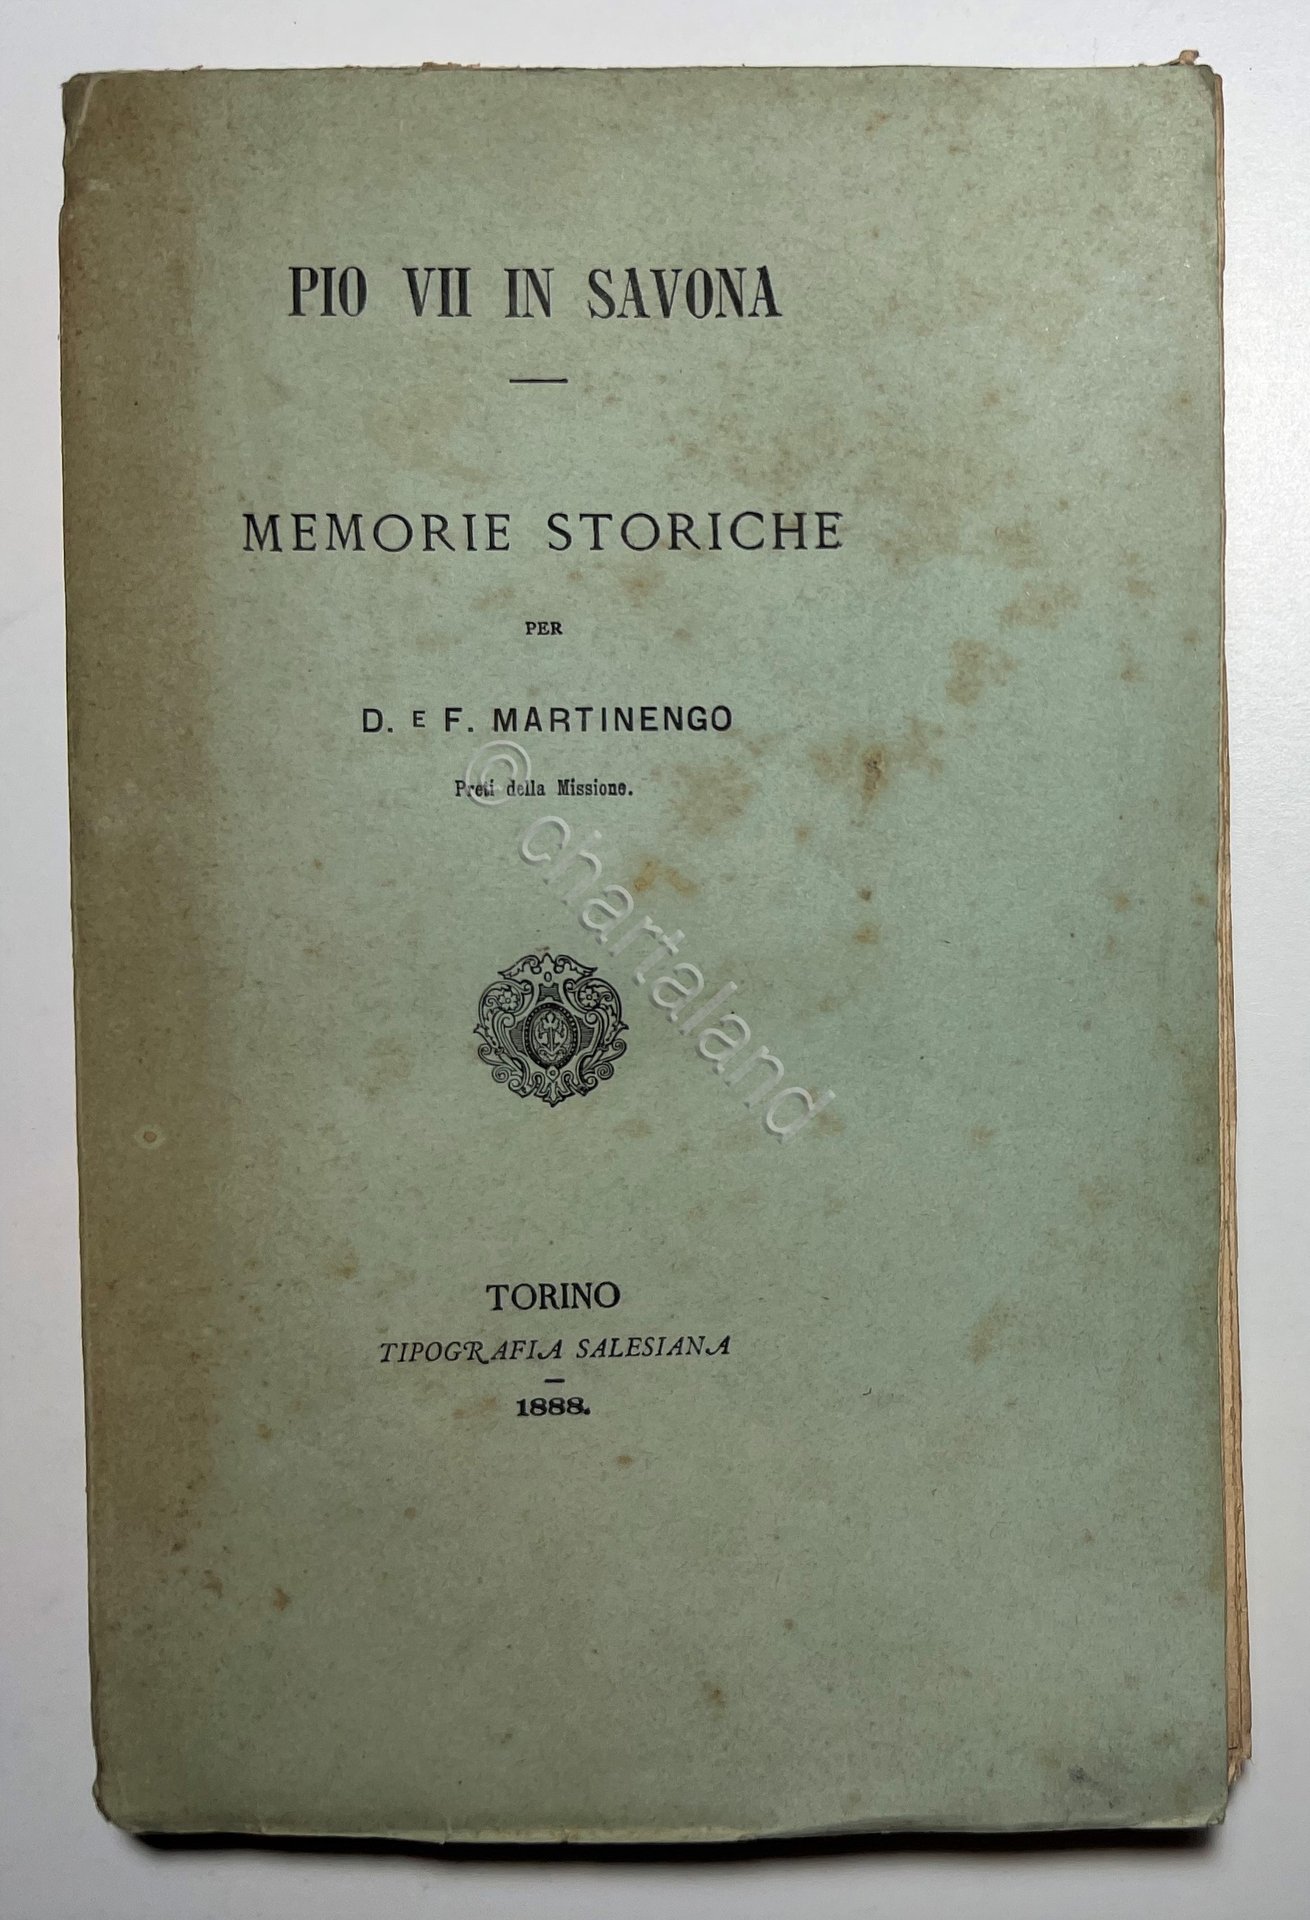 PIO VII IN SAVONA
MEMORIE STORICHE
PER
D. E F. MARTINENGO
Preti della Missione.
© chartaland
TORINO
TIPOGRAFIA SALESIANA
1888.